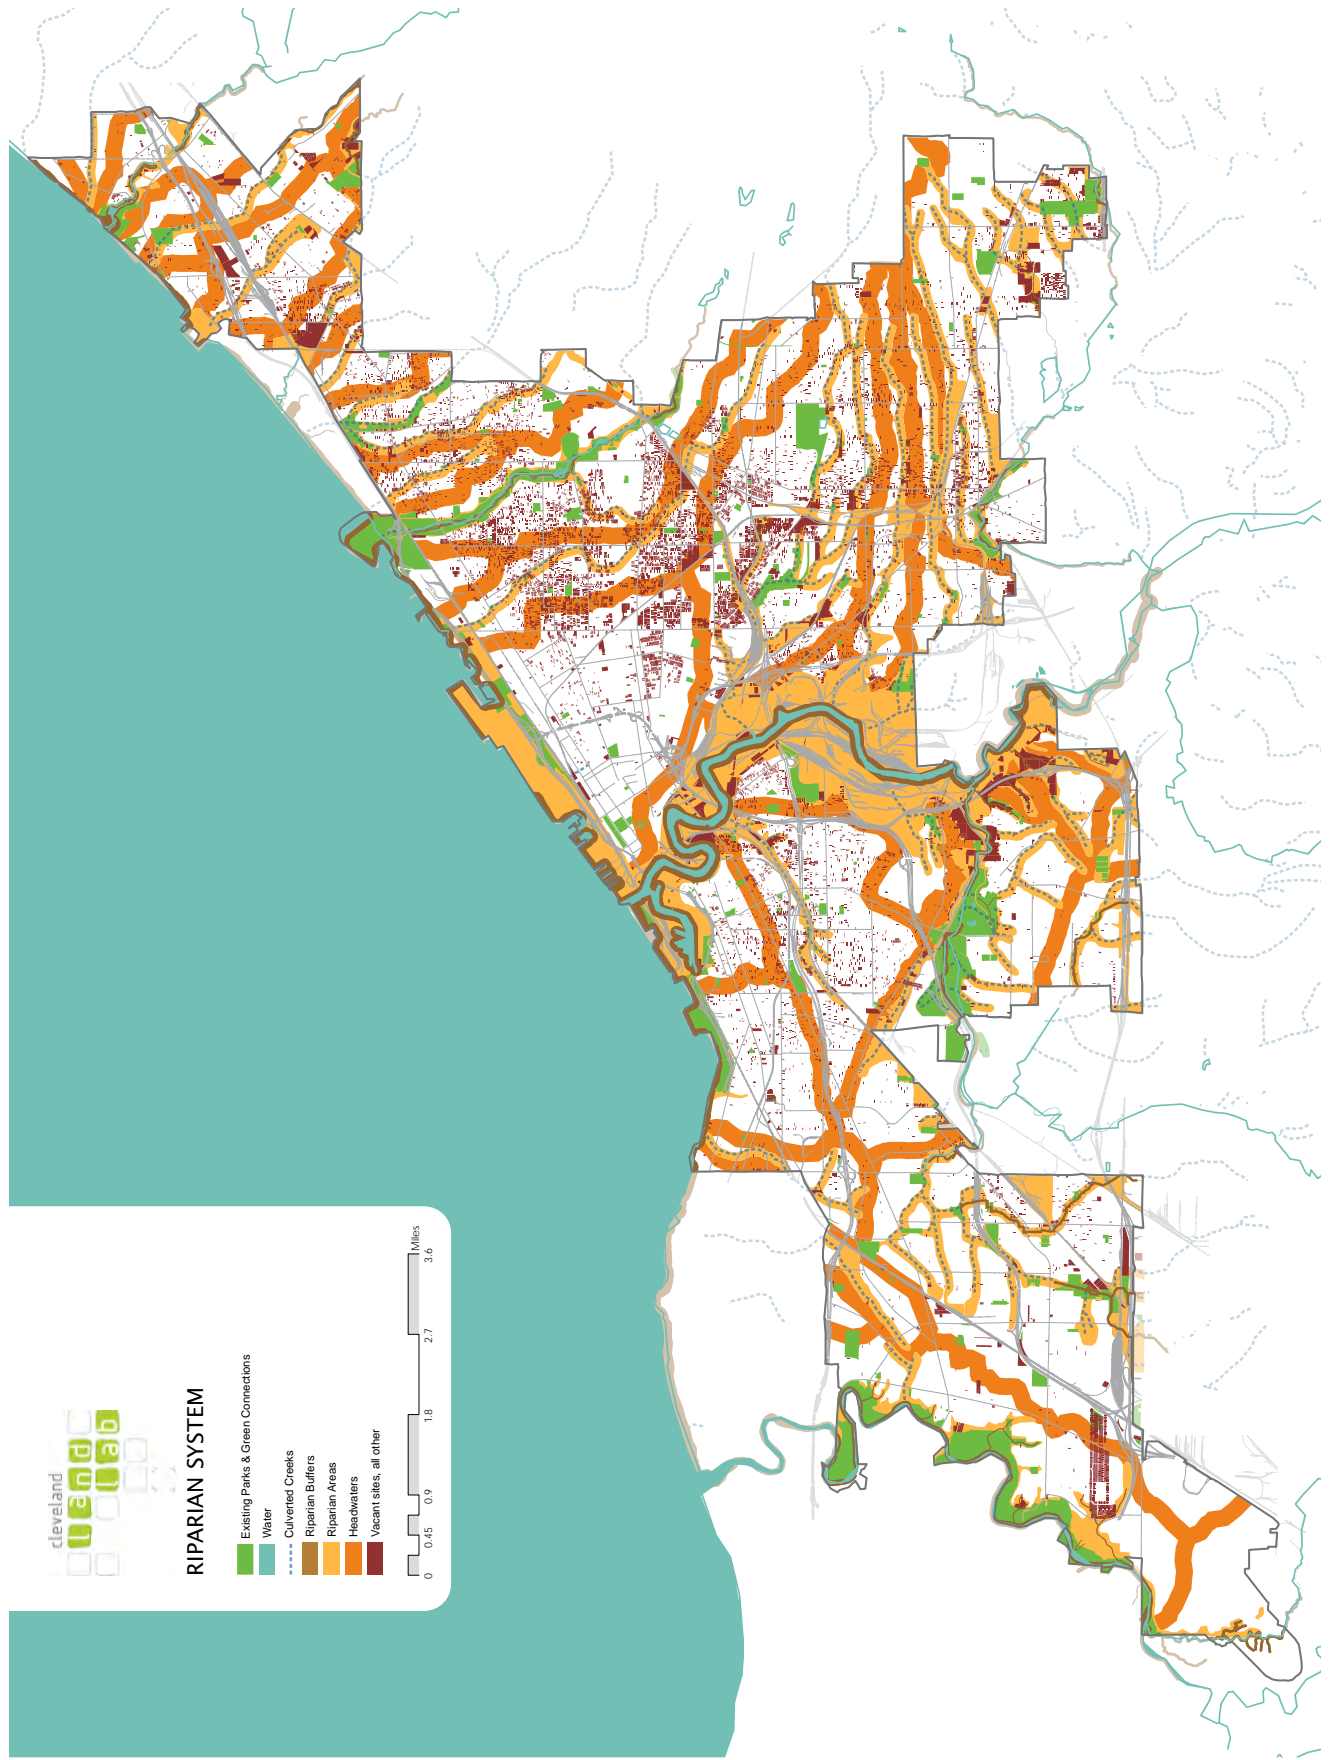 cleveland
land
lab
RIPARIAN SYSTEM
Existing Parks & Green Connections
Water
Culverted Creeks
Riparian Buffers
Riparian Areas
Headwaters
Vacant sites, all other
0 0.45 0.9 1.8 2.7 3.6
Miles